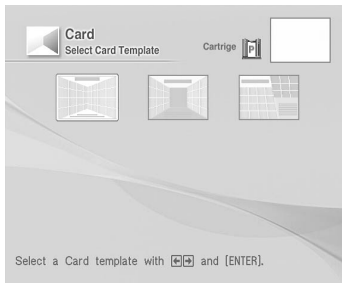 Card
Select Card Template
Cartrige
P
Select a Card template with ←→ and [ENTER].